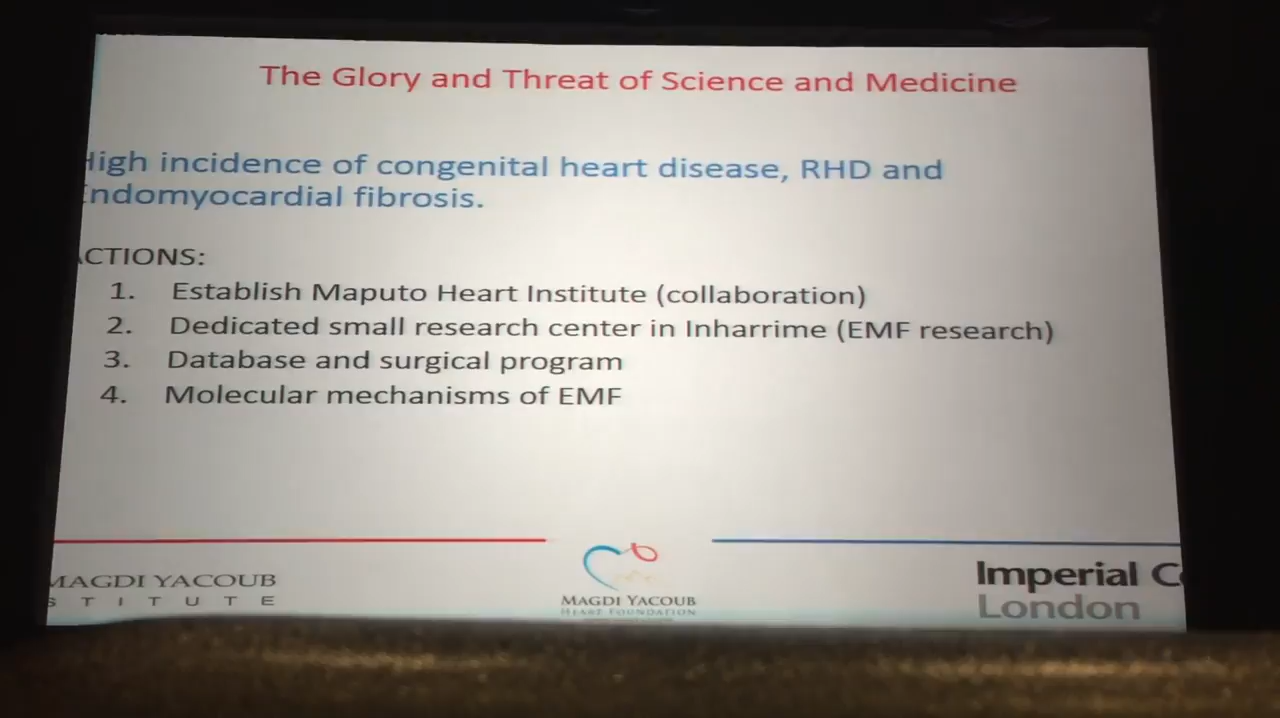 The Glory and Threat of Science and Medicine
High incidence of congenital heart disease, RHD and
Endomyocardial fibrosis.
ACTIONS:
1. Establish Maputo Heart Institute (collaboration)
2. Dedicated small research center in Inharrime (EMF research)
3. Database and surgical program
4. Molecular mechanisms of EMF
MAGDI YACOUB
S T I T U T E
MAGDI YACOUB
HEART FOUNDATION
Imperial C
London